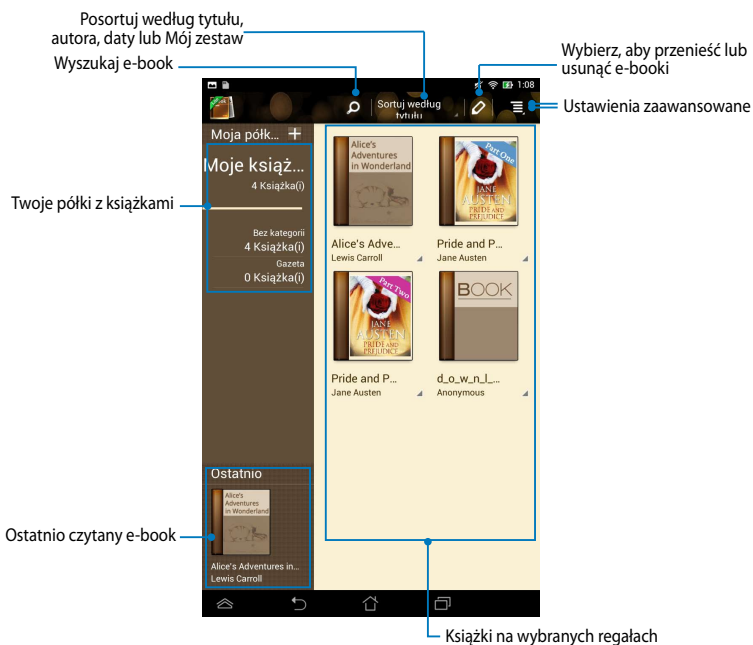 Posortuj według tytułu,
autora, daty lub Mój zestaw
Wyszukaj e-book
Wybierz, aby przenieść lub
usunąć e-booki
Ustawienia zaawansowane
1:08
Sortuj według
tytułu
Moja półk...
Moje książ...
4 Książka(i)
Bez kategorii
4 Książka(i)
Gazeta
0 Książka(i)
Twoje półki z książkami
Alice's
Adventures
in Wonderland
Alice's Adve...
Lewis Carroll
Part One
JANE
AUSTEN
PRIDE AND
PREJUDICE
Pride and P...
Jane Austen
Part Two
JANE
AUSTEN
PRIDE AND
PREJUDICE
Pride and P...
Jane Austen
BOOK
d_o_w_n_l_...
Anonymous
Ostatnio
Alice's
Adventures
in Wonderland
Alice's Adventures in...
Lewis Carroll
Ostatnio czytany e-book
Książki na wybranych regałach